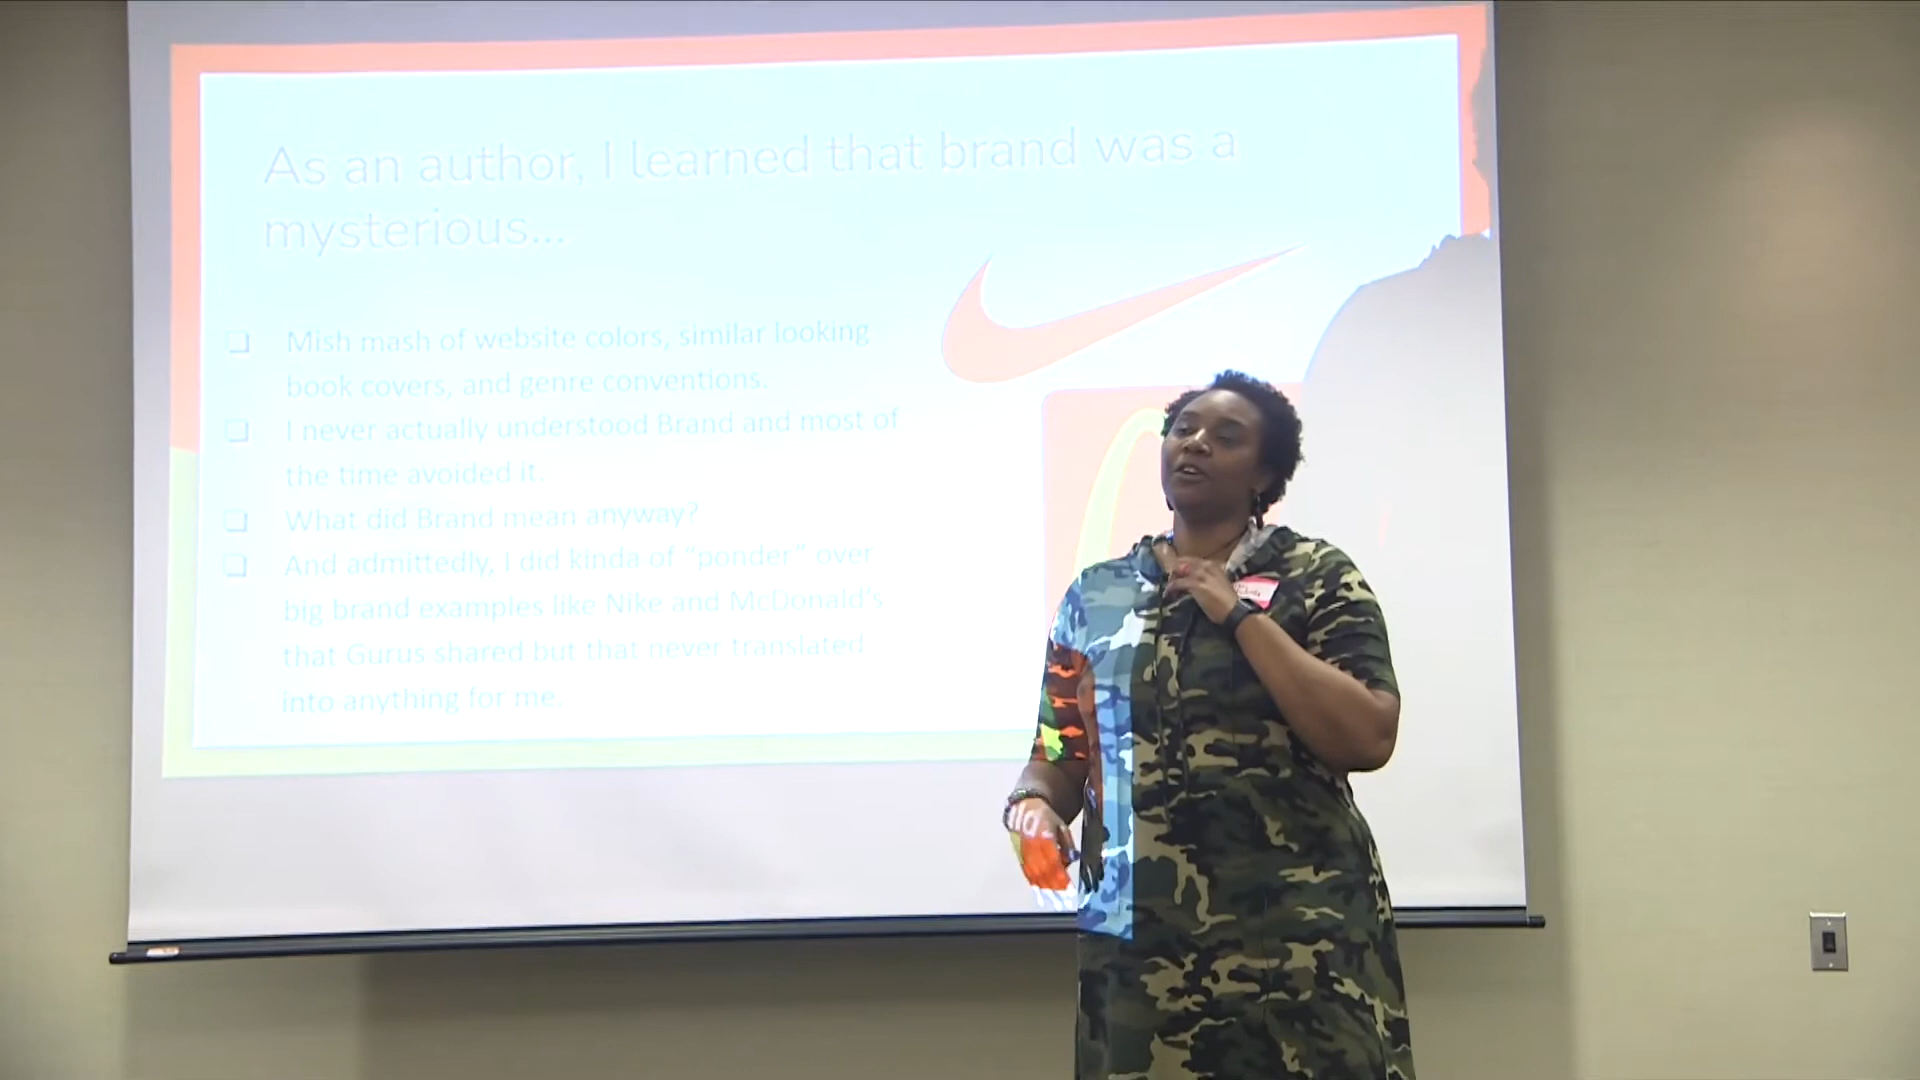 As an author, I learned that brand was a
mysterious...
Mish mash of website colors, similar looking
book covers, and genre conventions.
I never actually understood Brand and most of
the time avoided it.
What did Brand mean anyway?
And admittedly, I did kinda of “ponder” over
big brand examples like Nike and McDonald's
that Gurus shared but that never translated
into anything for me.